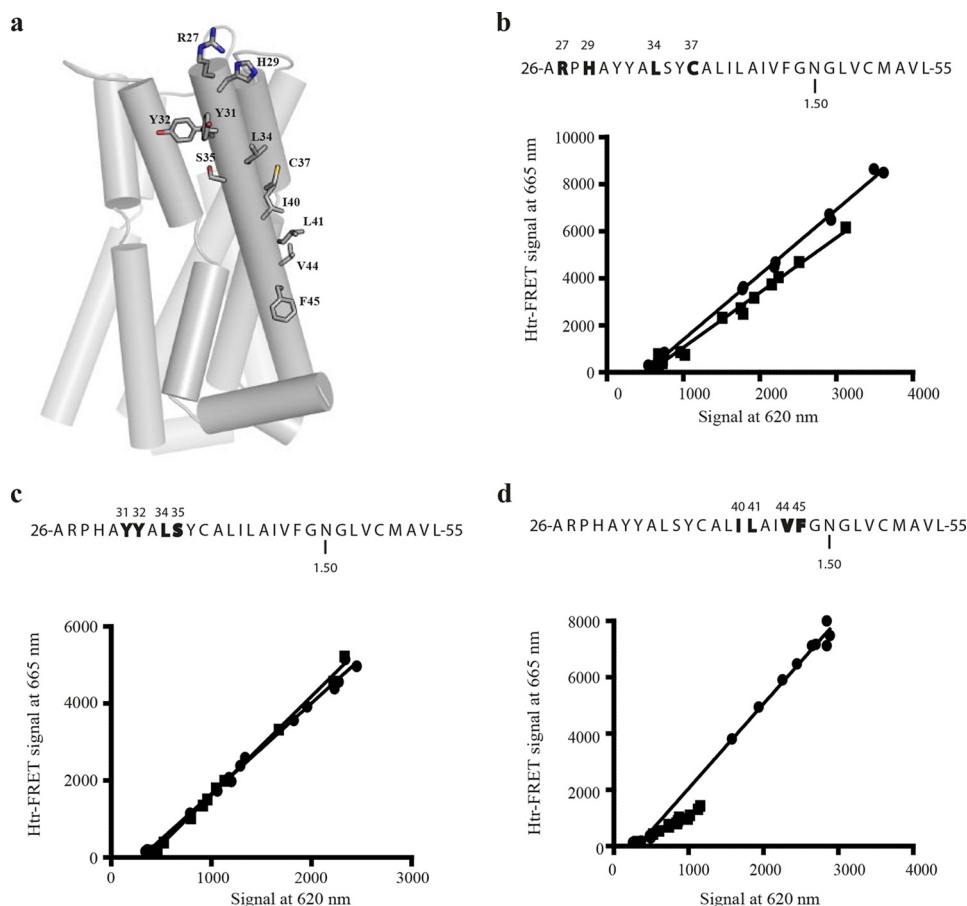 a
R27
H29
Y32
Y31
L34
S35
C37
I40
L41
V44
F45
b
27 29 34 37
26-ARPHAYYALSYCALILAIVFGNGLVCMAVL-55
1.50
Htr-FRET signal at 665 nm
10000
8000
6000
4000
2000
0
0 1000 2000 3000 4000
Signal at 620 nm
c
31 32 34 35
26-ARPHAYYALSYCALILAIVFGNGLVCMAVL-55
1.50
Htr-FRET signal at 665 nm
6000
4000
2000
0
0 1000 2000 3000
Signal at 620 nm
d
40 41 44 45
26-ARPHAYYALSYCALILAIVFGNGLVCMAVL-55
1.50
Htr-FRET signal at 665 nm
8000
6000
4000
2000
0
0 1000 2000 3000 4000
Signal at 620 nm